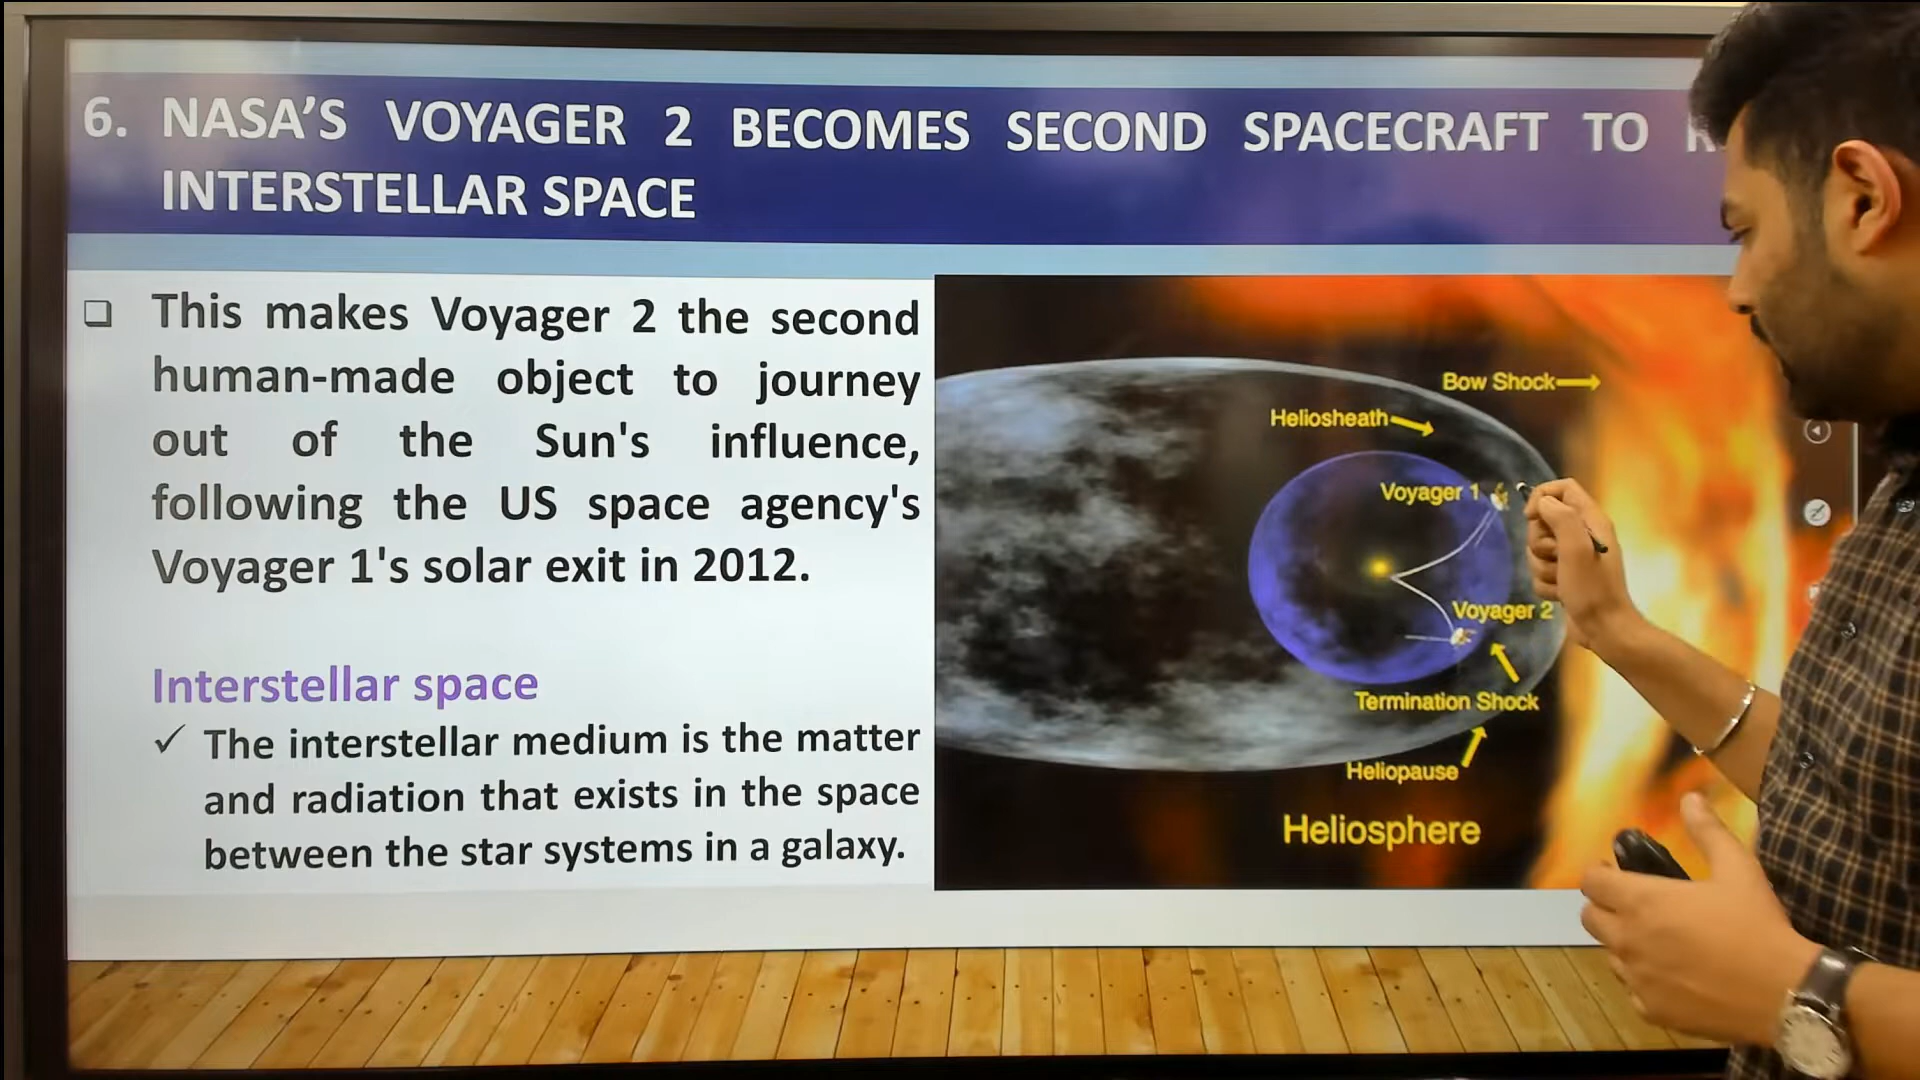 6. NASA'S VOYAGER 2 BECOMES SECOND SPACECRAFT TO
INTERSTELLAR SPACE
❑ This makes Voyager 2 the second
human-made object to journey
out of the Sun's influence,
following the US space agency's
Voyager 1's solar exit in 2012.
Interstellar space
✓ The interstellar medium is the matter
and radiation that exists in the space
between the star systems in a galaxy.
Bow Shock
Heliosheath
Voyager 1
Voyager 2
Termination Shock
Heliopause
Heliosphere